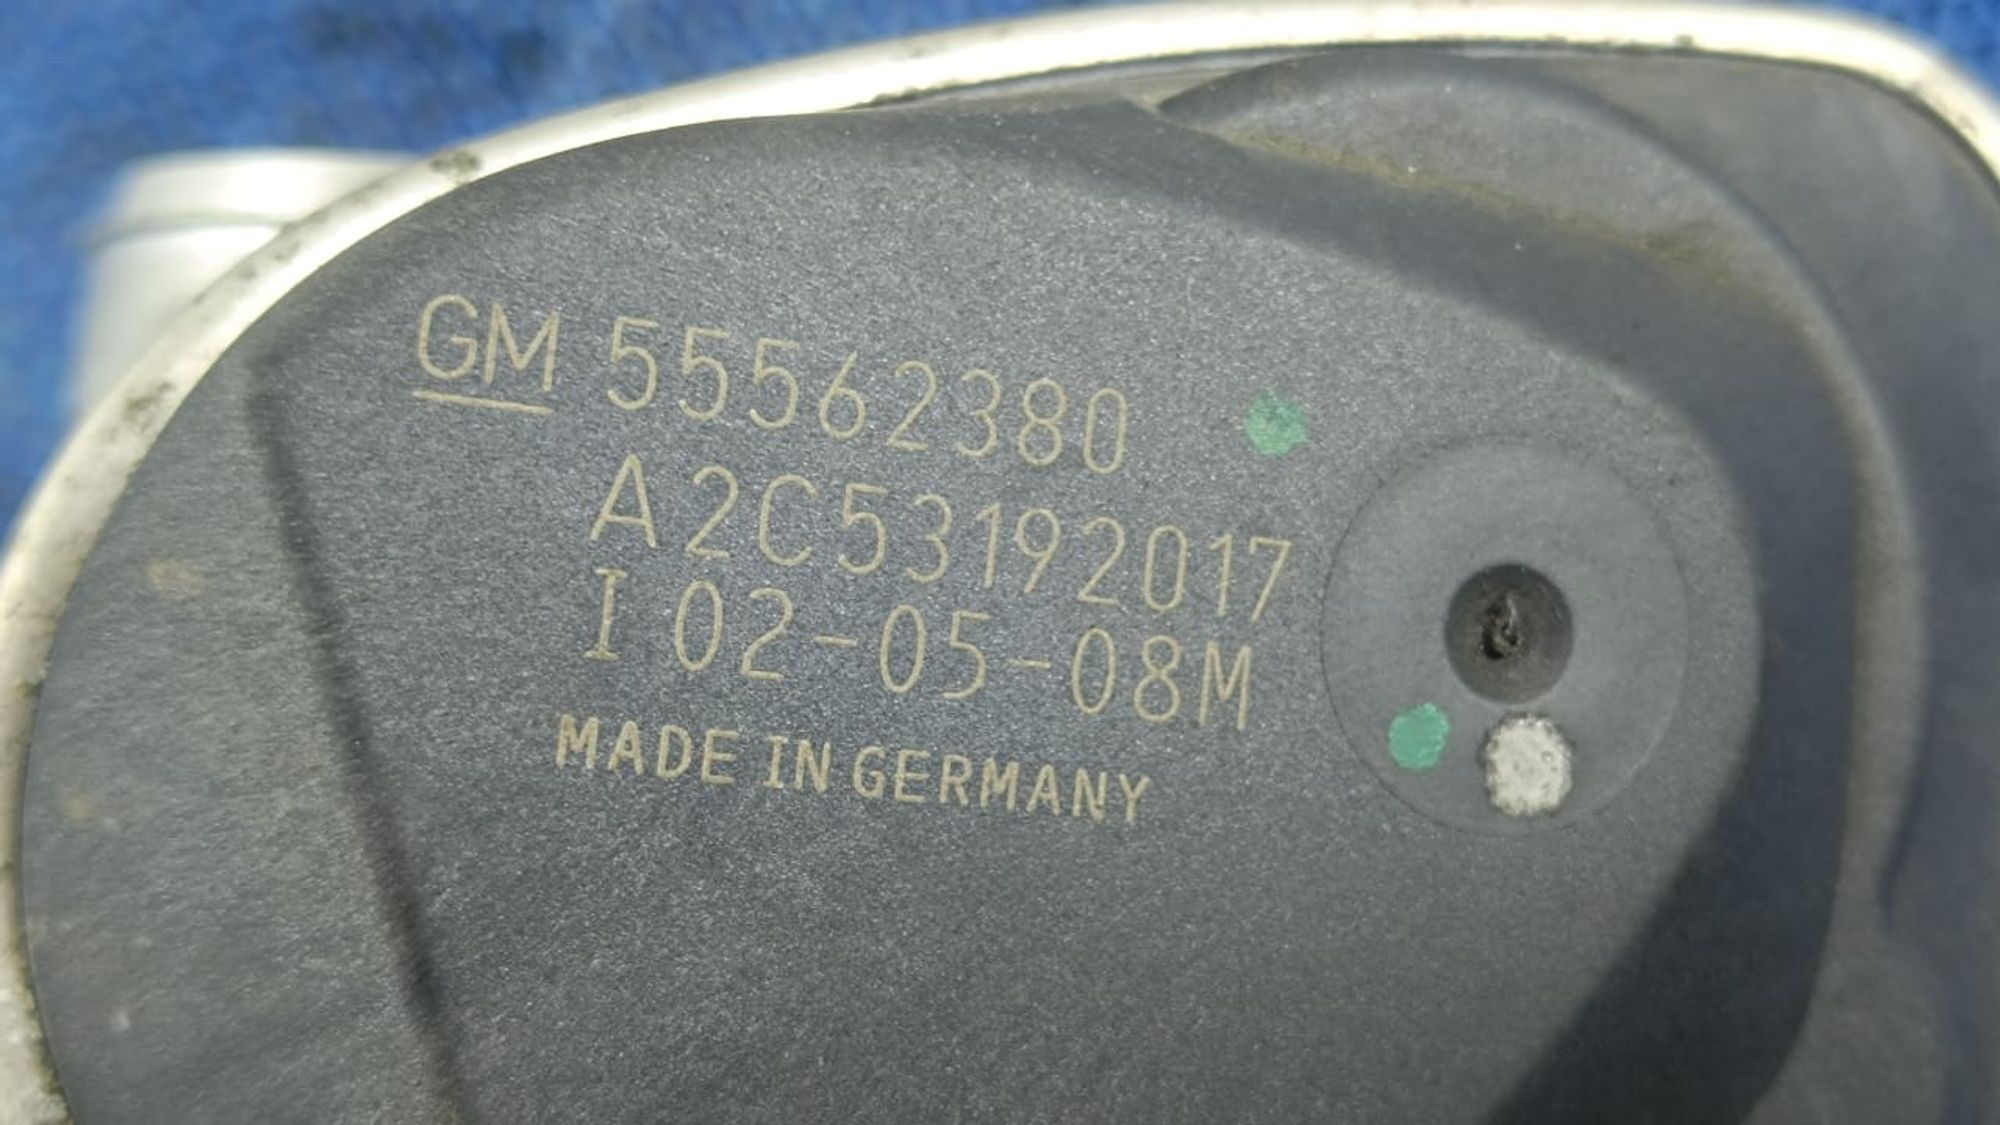 GM 55562380
A2C53192017
I 02-05-08M
MADE IN GERMANY